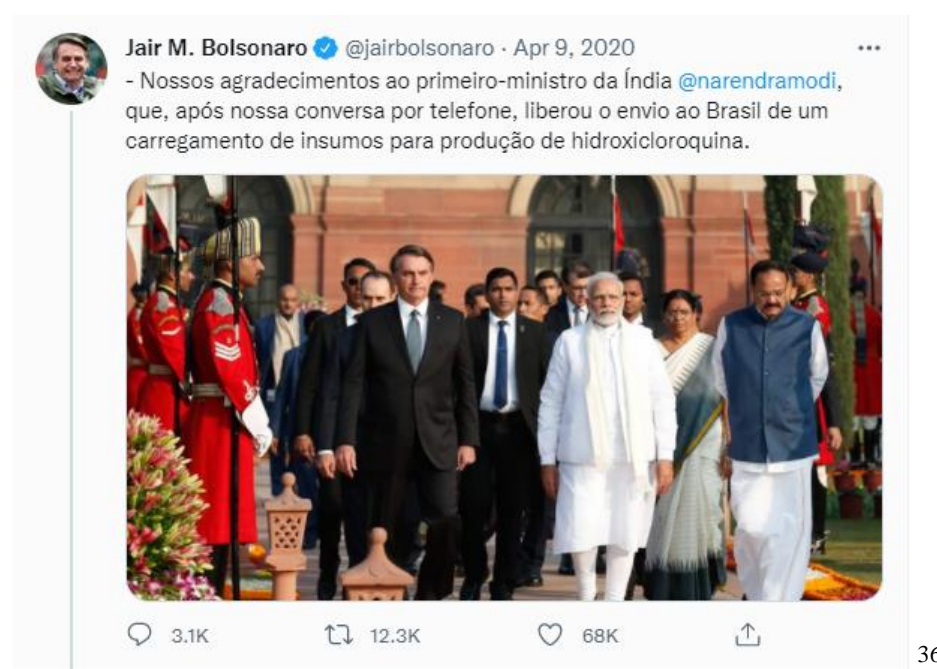 Jair M. Bolsonaro @jairbolsonaro · Apr 9, 2020
- Nossos agradecimentos ao primeiro-ministro da Índia @narendramodi,
que, após nossa conversa por telefone, liberou o envio ao Brasil de um
carregamento de insumos para produção de hidroxicloroquina.
3.1K 12.3K 68K
36